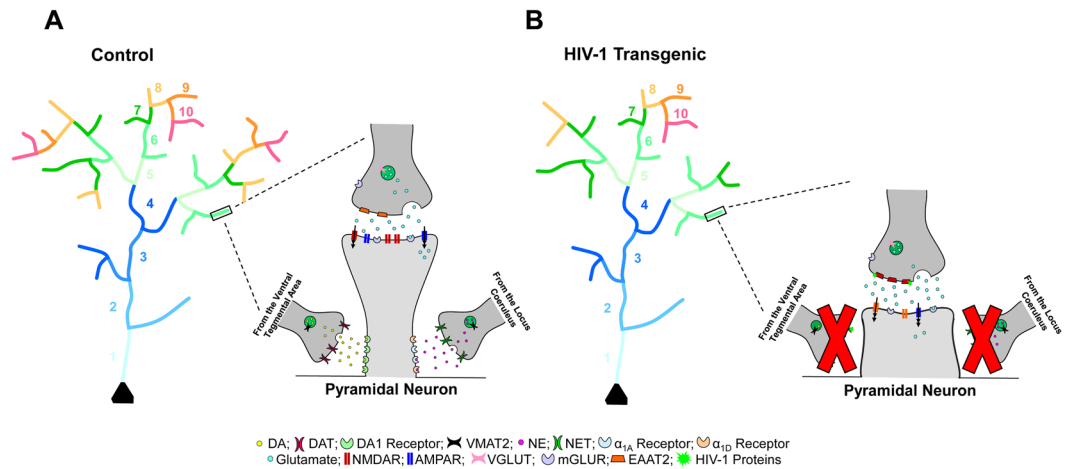 A
Control
8
9
7
10
6
5
4
3
2
1
From the Ventral
Tegmental Area
From the Locus
Coeruleus
Pyramidal Neuron
B
HIV-1 Transgenic
8
9
7
10
6
5
4
3
2
1
From the Ventral
Tegmental Area
From the Locus
Coeruleus
Pyramidal Neuron
DA; DAT; DA1 Receptor; VMAT2; NE; NET; α1A Receptor; α1D Receptor
Glutamate; NMDAR; AMPAR; VGLUT; mGLUR; EAAT2; HIV-1 Proteins